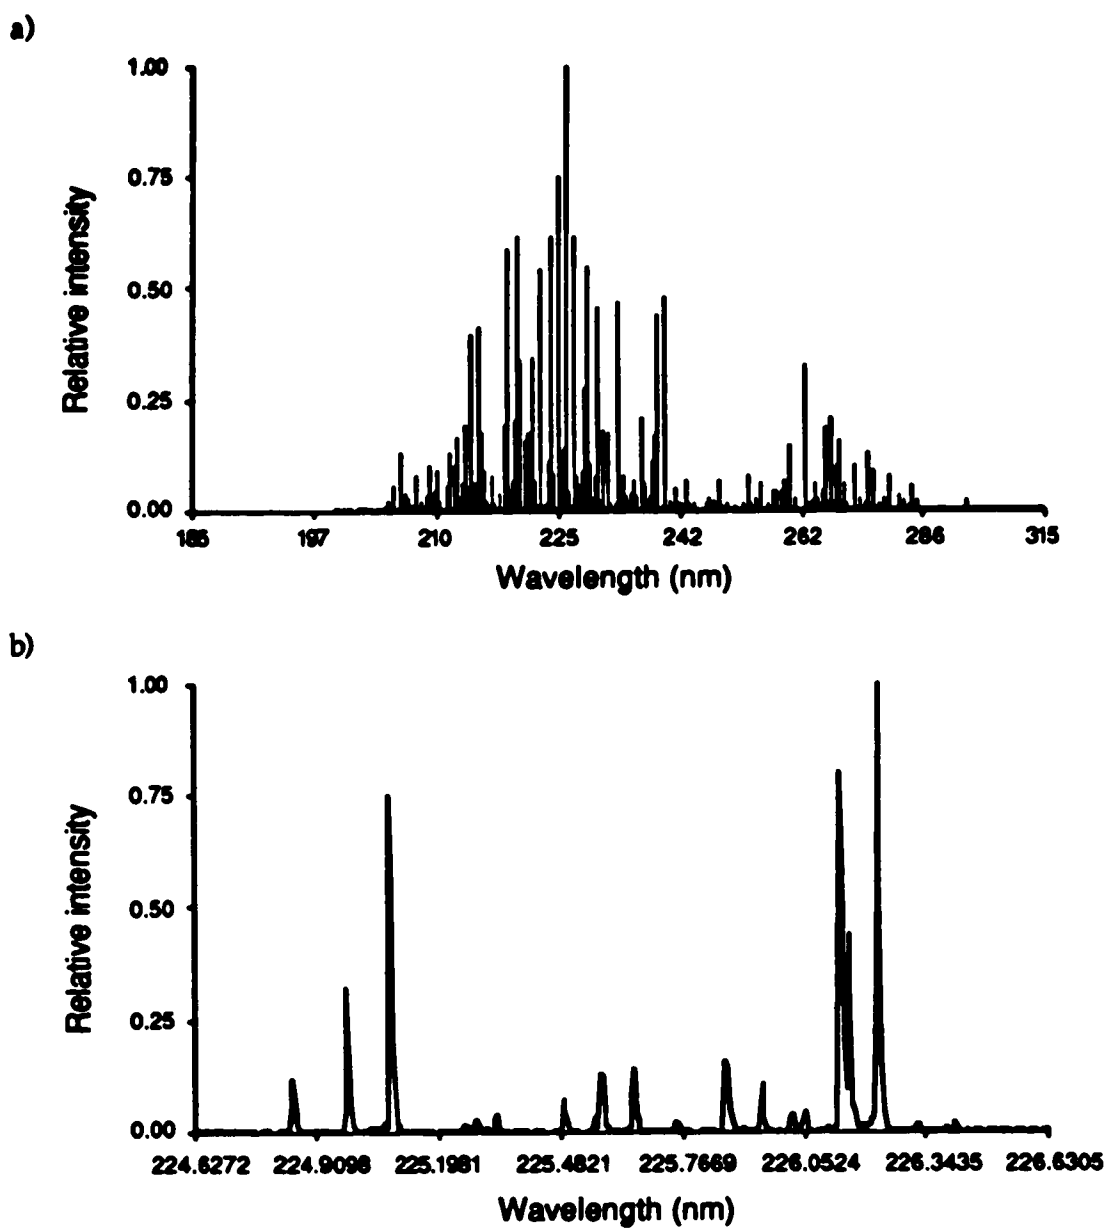 a)
1.00
0.75
0.50
0.25
0.00
Relative intensity
185 197 210 225 242 262 286 315
Wavelength (nm)
b)
1.00
0.75
0.50
0.25
0.00
Relative intensity
224.6272 224.9098 225.1981 225.4821 225.7669 226.0524 226.3435 226.6305
Wavelength (nm)